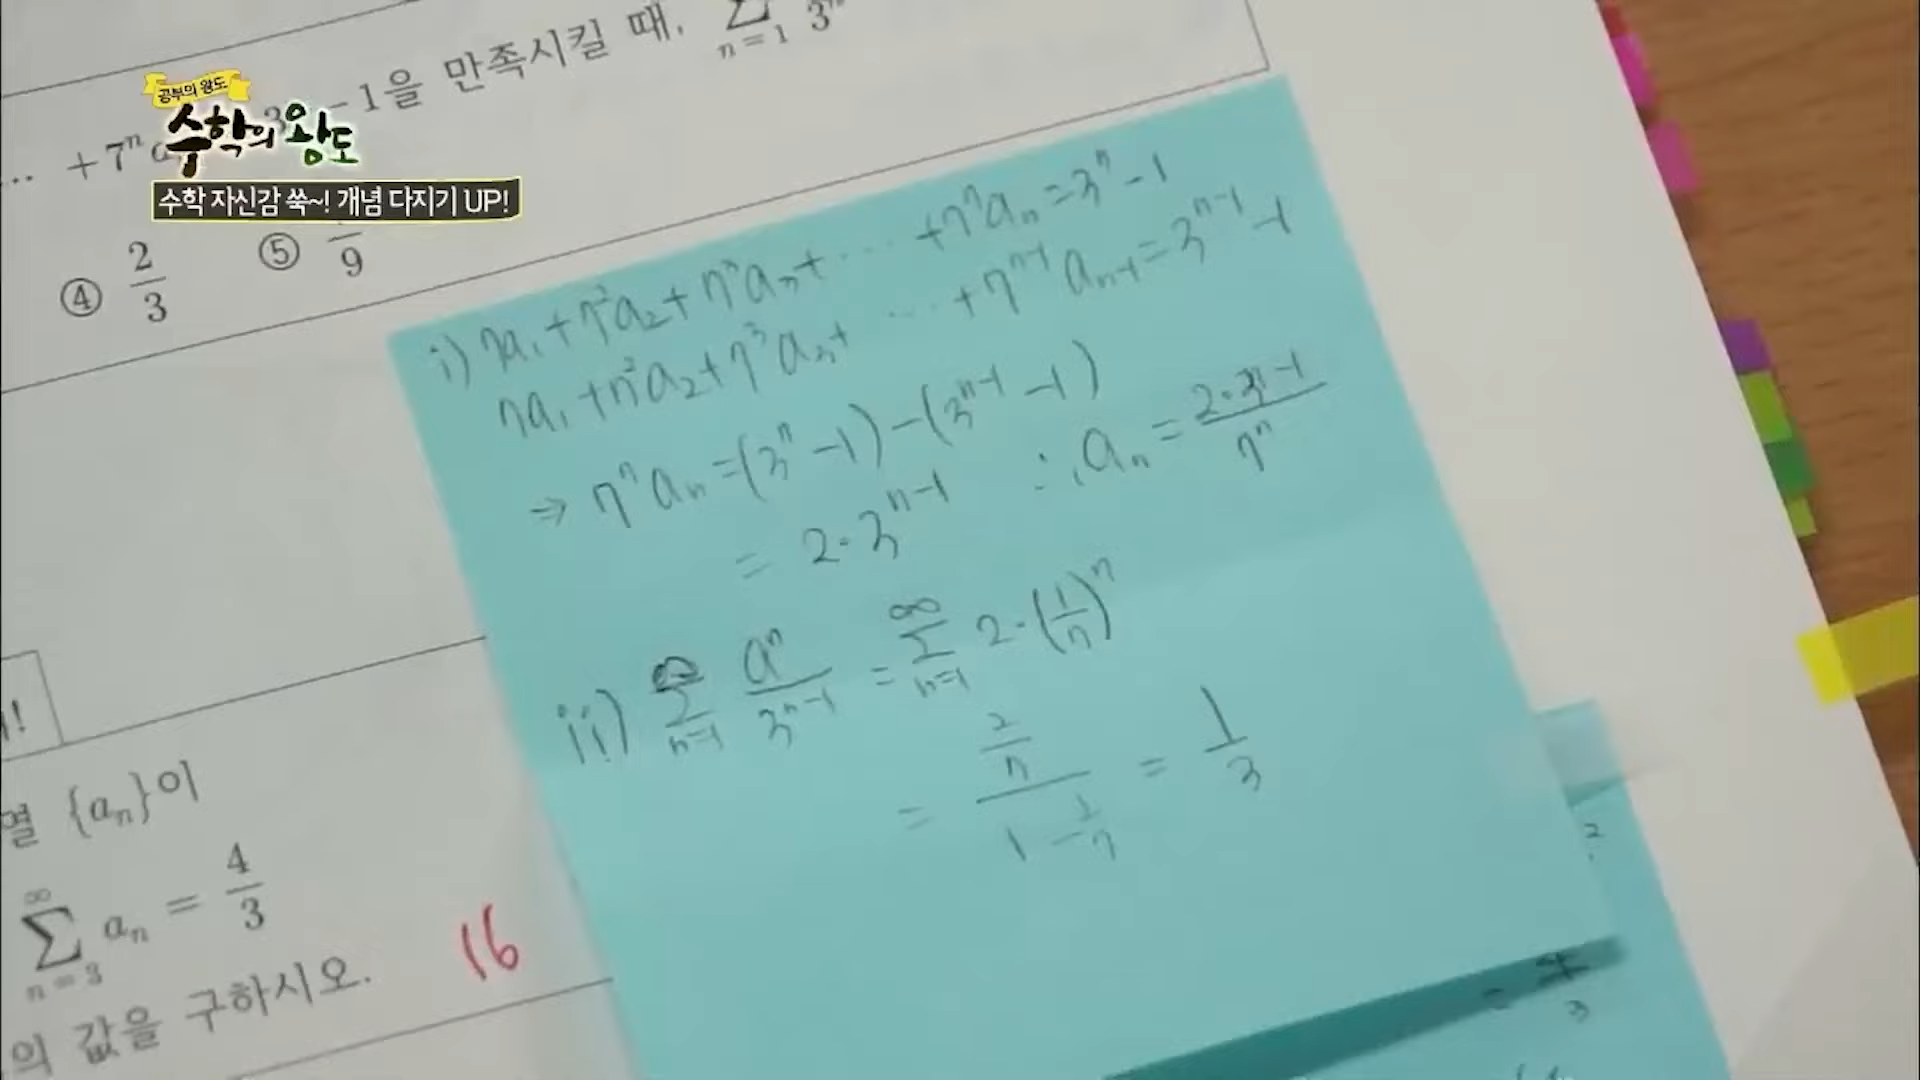 … + 7ⁿa 3 - 1을 만족시킬 때, ∑ n=1 3ⁿ
공부의 왕도
수학의 왕도
수학 자신감 쑥~! 개념 다지기 UP!
④ 2/3 ⑤ 9
i) 7a₁ + 7²a₂ + 7³aₙ + … + 7ⁿaₙ = 3ⁿ - 1
7a₁ + 7²a₂ + 7³a₃ + … + 7ⁿ⁻¹aₙ₋₁ = 3ⁿ⁻¹ - 1
⇒ 7ⁿaₙ = (3ⁿ - 1) - (3ⁿ⁻¹ - 1)
= 2·3ⁿ⁻¹ ∴ aₙ = 2·3ⁿ⁻¹/7ⁿ
ii) ∑ n=1 ∞ aⁿ/3ⁿ⁻¹ = ∑ n=1 ∞ 2·(1/7)ⁿ
= (2/7)/(1 - 1/7) = 1/3
!
열 {aₙ}이
∑ n=3 ∞ aₙ = 4/3
의 값을 구하시오. 16